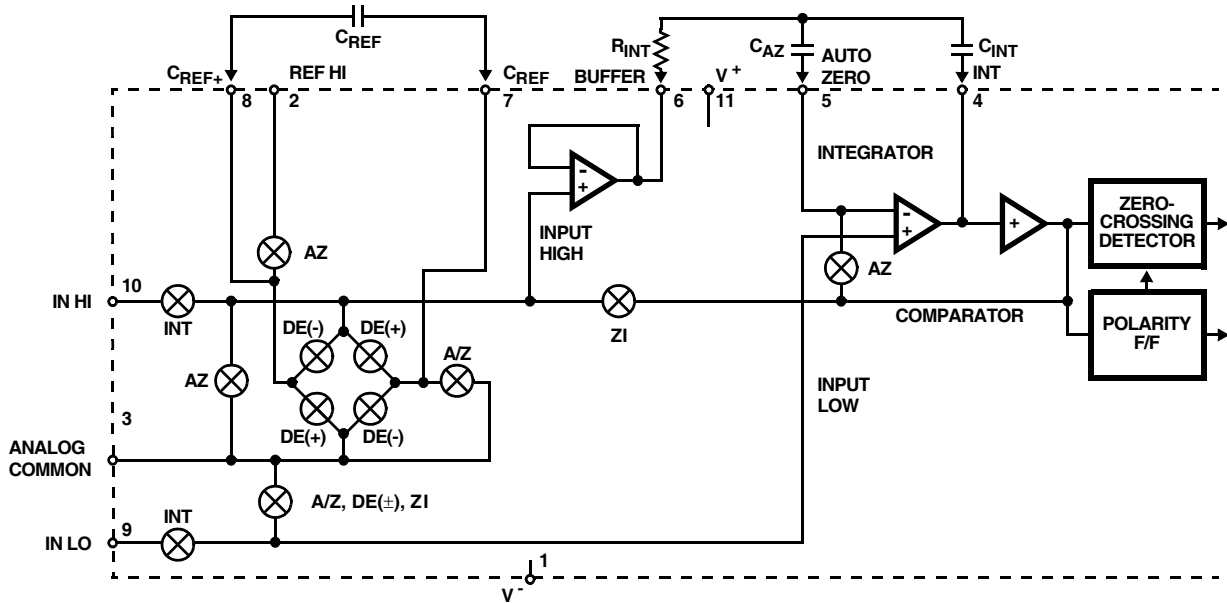 C_REF
R_INT
C_AZ
AUTO
ZERO
C_INT
C_REF+
REF HI
C_REF
BUFFER
V+
INT
8
2
7
6
11
5
4
INTEGRATOR
-
+
-
+
+
ZERO-
CROSSING
DETECTOR
INPUT
HIGH
AZ
AZ
10
IN HI
INT
ZI
COMPARATOR
POLARITY
F/F
DE(-)
DE(+)
A/Z
AZ
INPUT
LOW
3
DE(+)
DE(-)
ANALOG
COMMON
A/Z, DE(±), ZI
INT
9
IN LO
1
V-